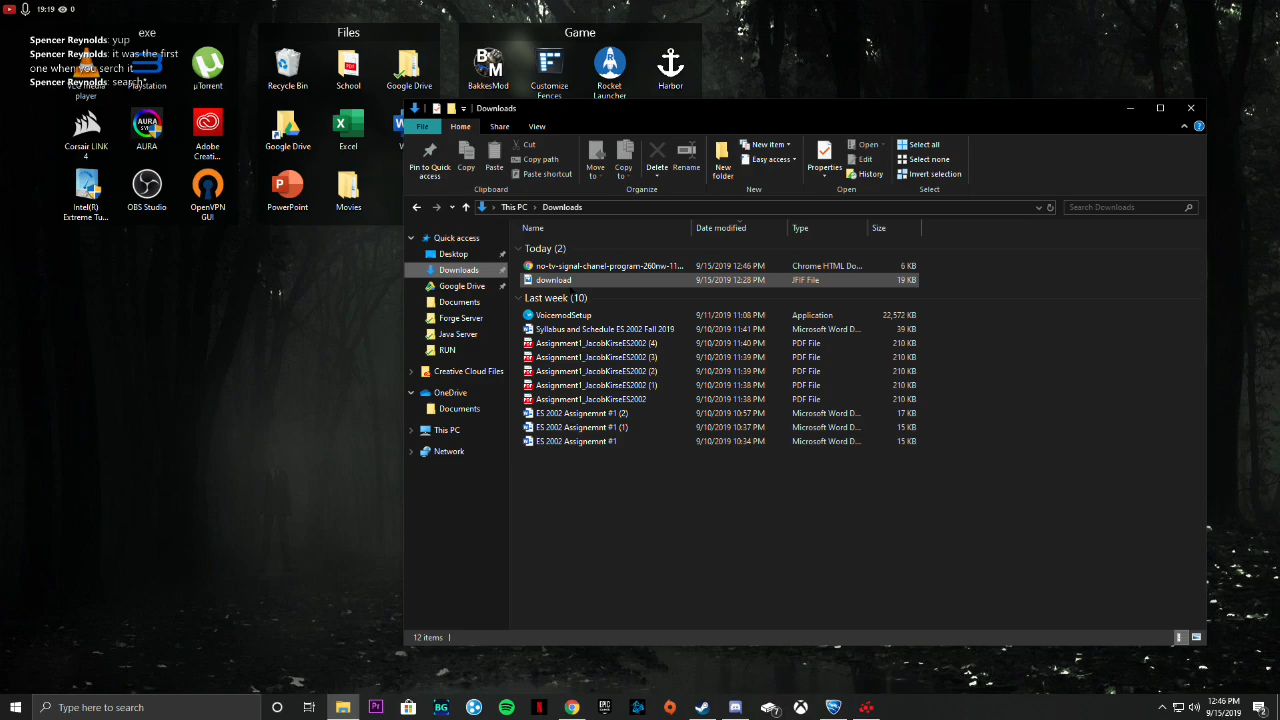 19:19 0
Spencer Reynolds: yup
Spencer Reynolds: it was the first
one when you serch it
Spencer Reynolds: search*
exe
VLC media
player
Playstation
µTorrent
Corsair LINK
4
AURA
Adobe
Creati...
Intel(R)
Extreme Tu...
OBS Studio
OpenVPN
GUI
Files
Recycle Bin
School
Google Drive
Google Drive
Excel
PowerPoint
Movies
Game
BakkesMod
Customize
Fences
Rocket
Launcher
Harbor
Downloads
File
Home
Share
View
Pin to Quick
access
Copy
Paste
Cut
Copy path
Paste shortcut
Clipboard
Move
to
Copy
to
Delete
Rename
Organize
New
folder
New item
Easy access
New
Properties
Open
Edit
History
Open
Select all
Select none
Invert selection
Select
This PC
Downloads
Search Downloads
Quick access
Desktop
Downloads
Google Drive
Documents
Forge Server
Java Server
RUN
Creative Cloud Files
OneDrive
Documents
This PC
Network
Name Date modified Type Size
Today (2)
no-tv-signal-chanel-program-260nw-11... 9/15/2019 12:46 PM Chrome HTML Do... 6 KB
download 9/15/2019 12:28 PM JFIF File 19 KB
Last week (10)
VoicemodSetup 9/11/2019 11:08 PM Application 22,572 KB
Syllabus and Schedule ES 2002 Fall 2019 9/10/2019 11:41 PM Microsoft Word D... 39 KB
Assignment1_JacobKirseES2002 (4) 9/10/2019 11:40 PM PDF File 210 KB
Assignment1_JacobKirseES2002 (3) 9/10/2019 11:39 PM PDF File 210 KB
Assignment1_JacobKirseES2002 (2) 9/10/2019 11:39 PM PDF File 210 KB
Assignment1_JacobKirseES2002 (1) 9/10/2019 11:38 PM PDF File 210 KB
Assignment1_JacobKirseES2002 9/10/2019 11:38 PM PDF File 210 KB
ES 2002 Assignemnt #1 (2) 9/10/2019 10:57 PM Microsoft Word D... 17 KB
ES 2002 Assignemnt #1 (1) 9/10/2019 10:37 PM Microsoft Word D... 15 KB
ES 2002 Assignemnt #1 9/10/2019 10:34 PM Microsoft Word D... 15 KB
12 items
Type here to search
Pr
BG
EPIC
GAMES
7
12:46 PM
9/15/2019
2